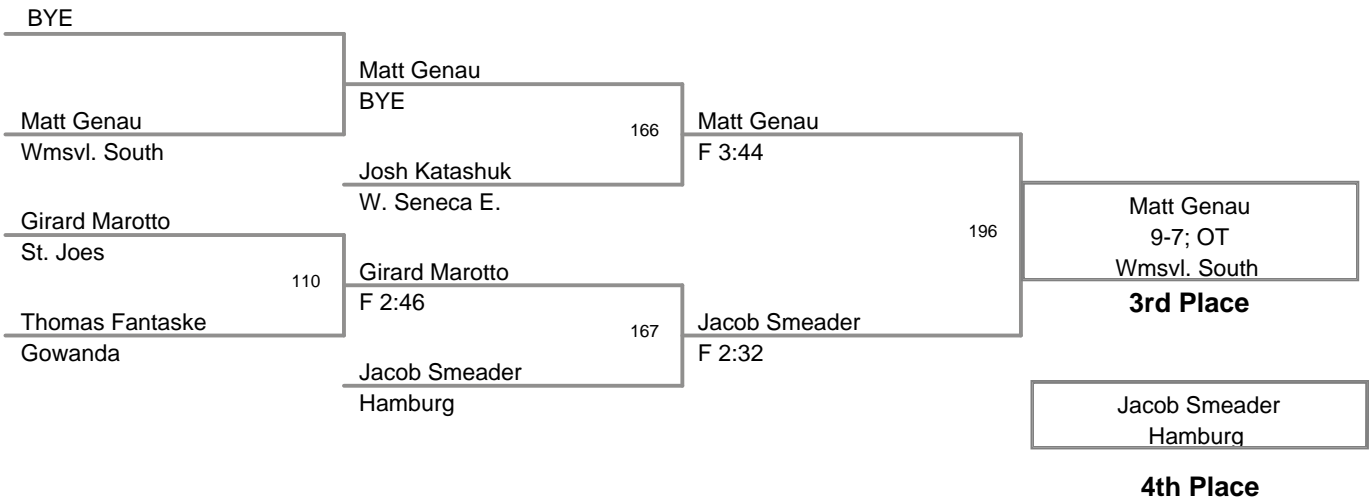 BYE
Matt Genau
BYE
Matt Genau
Wmsvl. South
166
Matt Genau
F 3:44
Josh Katashuk
W. Seneca E.
Girard Marotto
St. Joes
196
Matt Genau
9-7; OT
Wmsvl. South
3rd Place
110
Girard Marotto
F 2:46
Thomas Fantaske
Gowanda
167
Jacob Smeader
F 2:32
Jacob Smeader
Hamburg
Jacob Smeader
Hamburg
4th Place